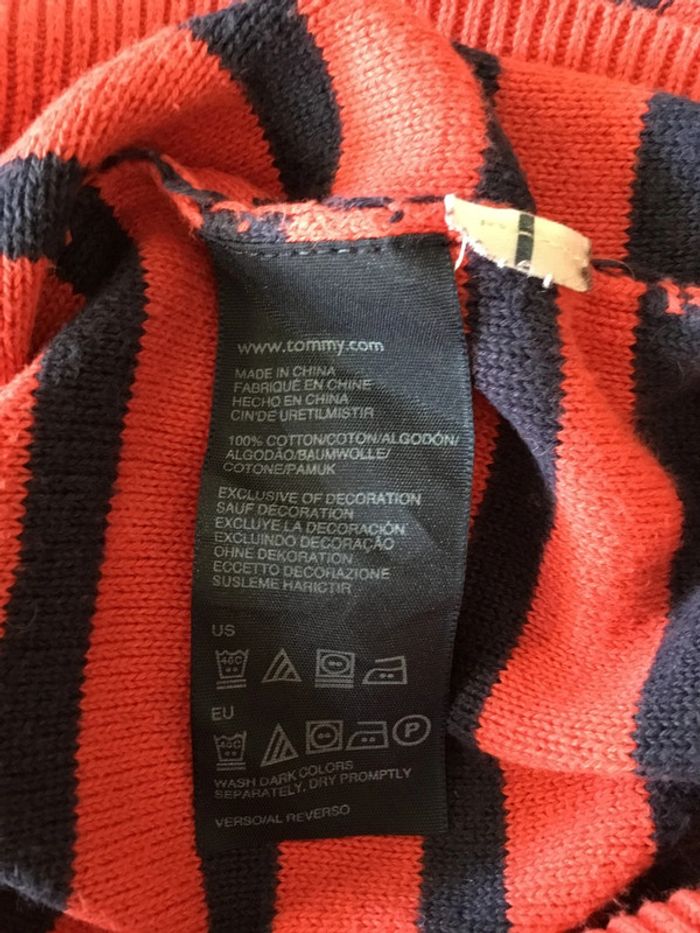 www.tommy.com
MADE IN CHINA
FABRIQUÉ EN CHINE
HECHO EN CHINA
CIN'DE URETILMISTIR
100% COTTON/COTON/ALGODÓN/
ALGODÃO/BAUMWOLLE/
COTONE/PAMUK
EXCLUSIVE OF DECORATION
SAUF DÉCORATION
EXCLUYE LA DECORACIÓN
EXCLUINDO DECORAÇÃO
OHNE DEKORATION
ECCETTO DECORAZIONE
SUSLEME HARICTIR
US
40C
EU
40C P
WASH DARK COLORS
SEPARATELY, DRY PROMPTLY
VERSO/AL REVERSO